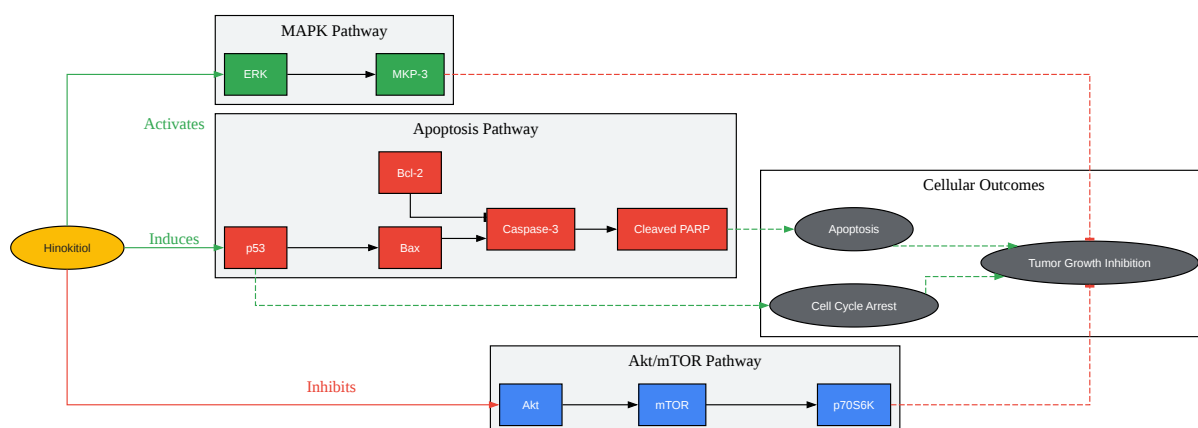 MAPK Pathway
ERK
MKP-3
Activates
Apoptosis Pathway
Bcl-2
Cellular Outcomes
Hinokitiol
Induces
p53
Bax
Caspase-3
Cleaved PARP
Apoptosis
Tumor Growth Inhibition
Cell Cycle Arrest
Akt/mTOR Pathway
Inhibits
Akt
mTOR
p70S6K